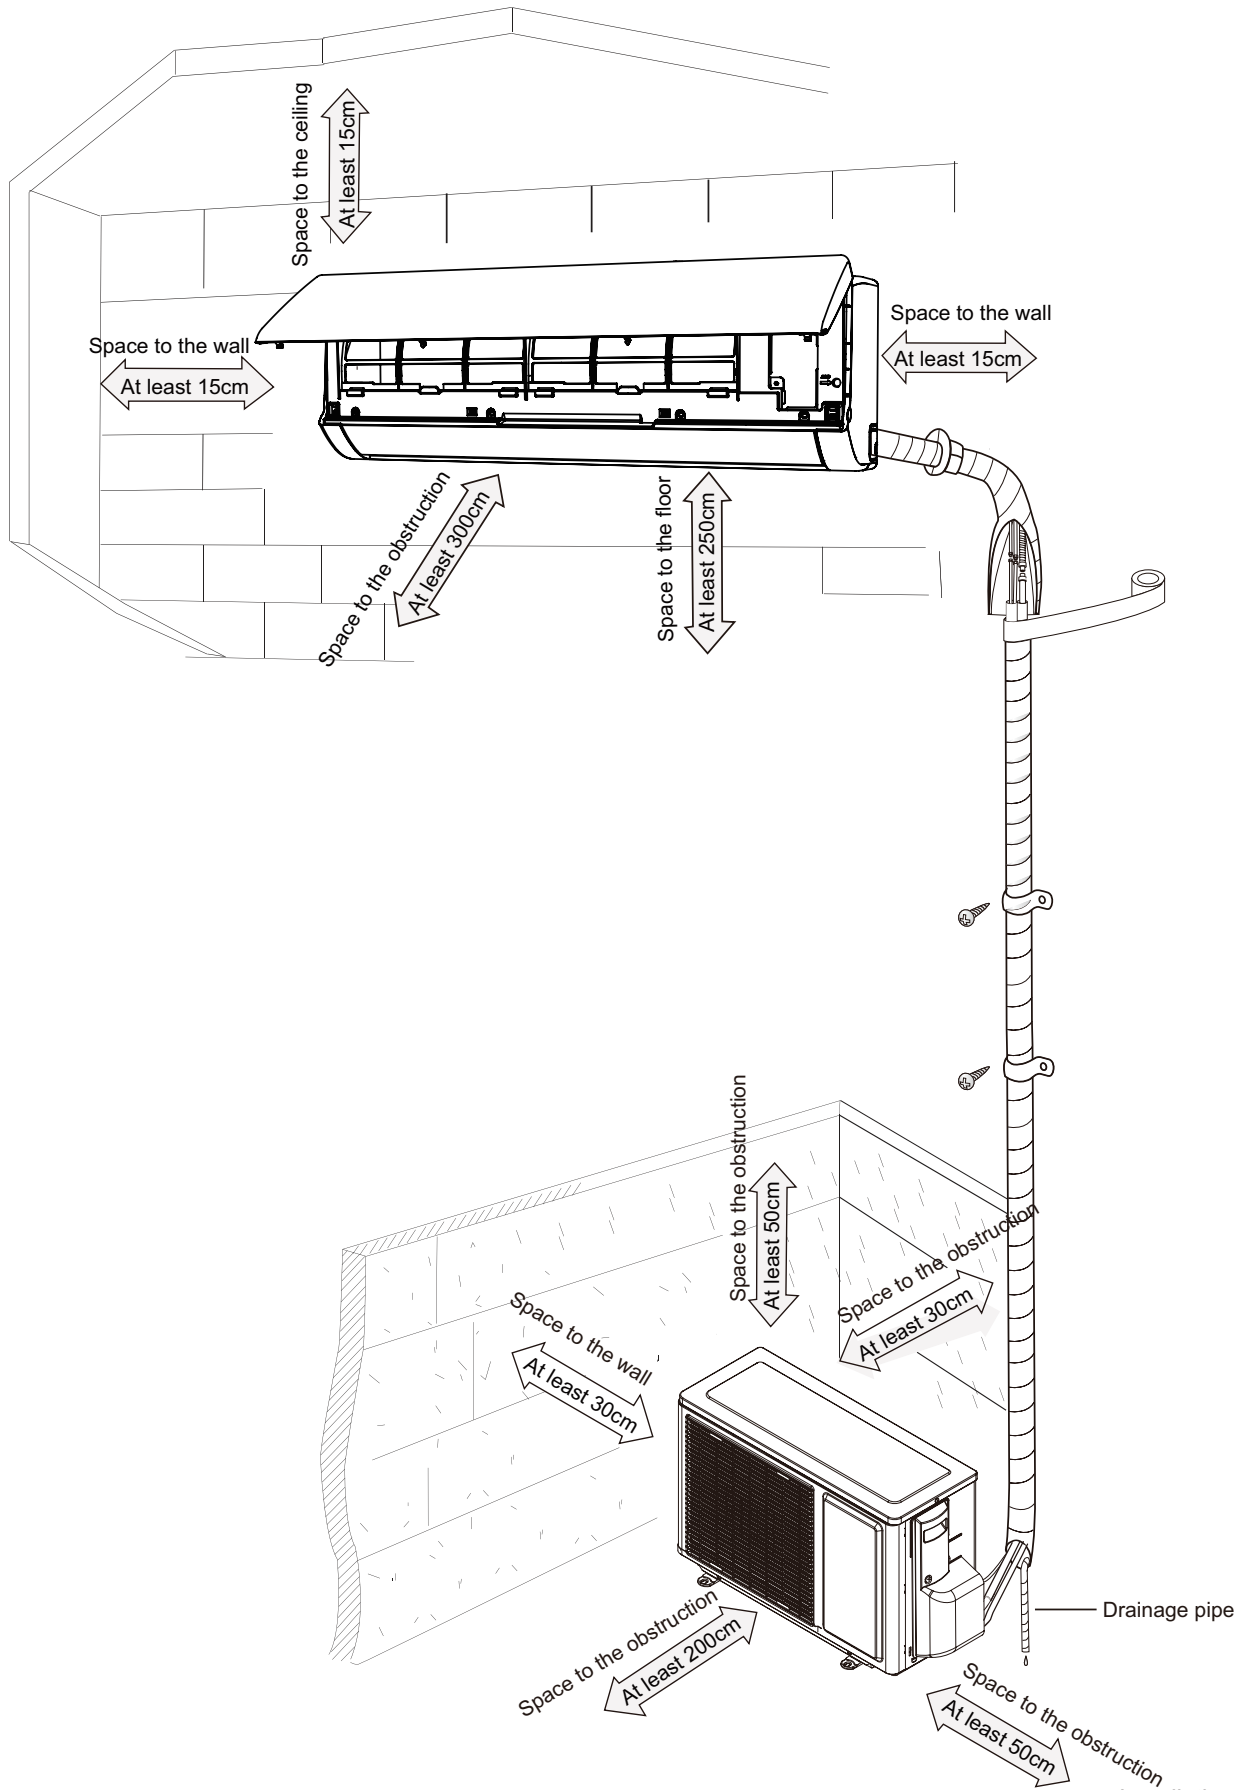 Space to the ceiling
At least 15cm
Space to the wall
At least 15cm
Space to the wall
At least 15cm
Space to the obstruction
At least 300cm
Space to the floor
At least 250cm
Space to the obstruction
At least 50cm
Space to the obstruction
At least 30cm
Space to the wall
At least 30cm
Space to the obstruction
At least 200cm
Drainage pipe
Space to the obstruction
At least 50cm